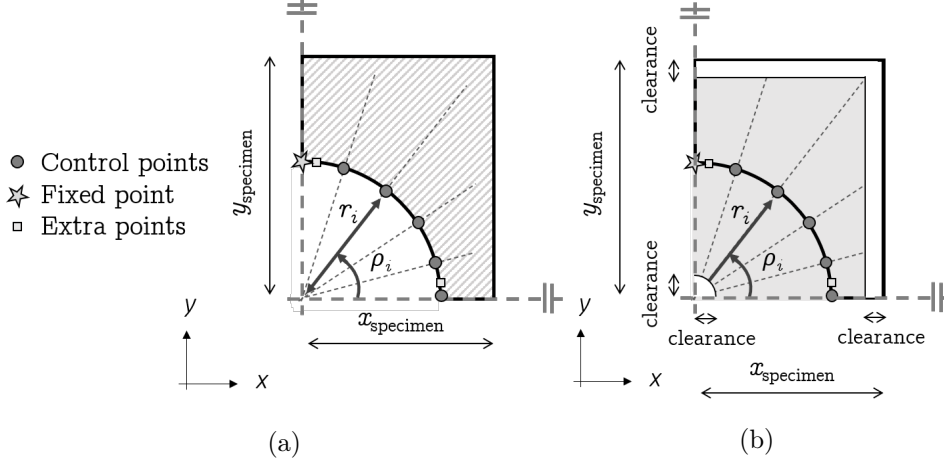 Control points
Fixed point
Extra points
y_specimen
r_i
ρ_i
x_specimen
y
x
(a)
clearance
y_specimen
r_i
ρ_i
clearance
clearance
clearance
x_specimen
y
x
(b)